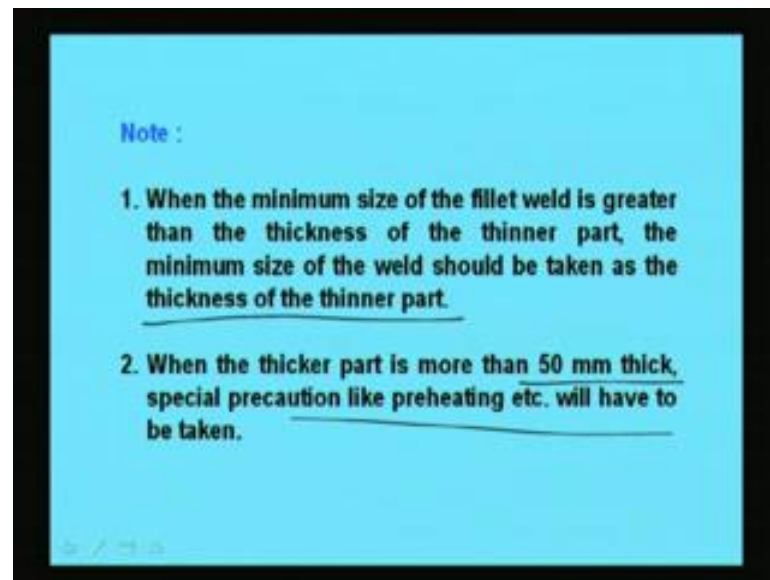 Note :
1. When the minimum size of the fillet weld is greater
than the thickness of the thinner part, the
minimum size of the weld should be taken as the
thickness of the thinner part.
2. When the thicker part is more than 50 mm thick,
special precaution like preheating etc. will have to
be taken.